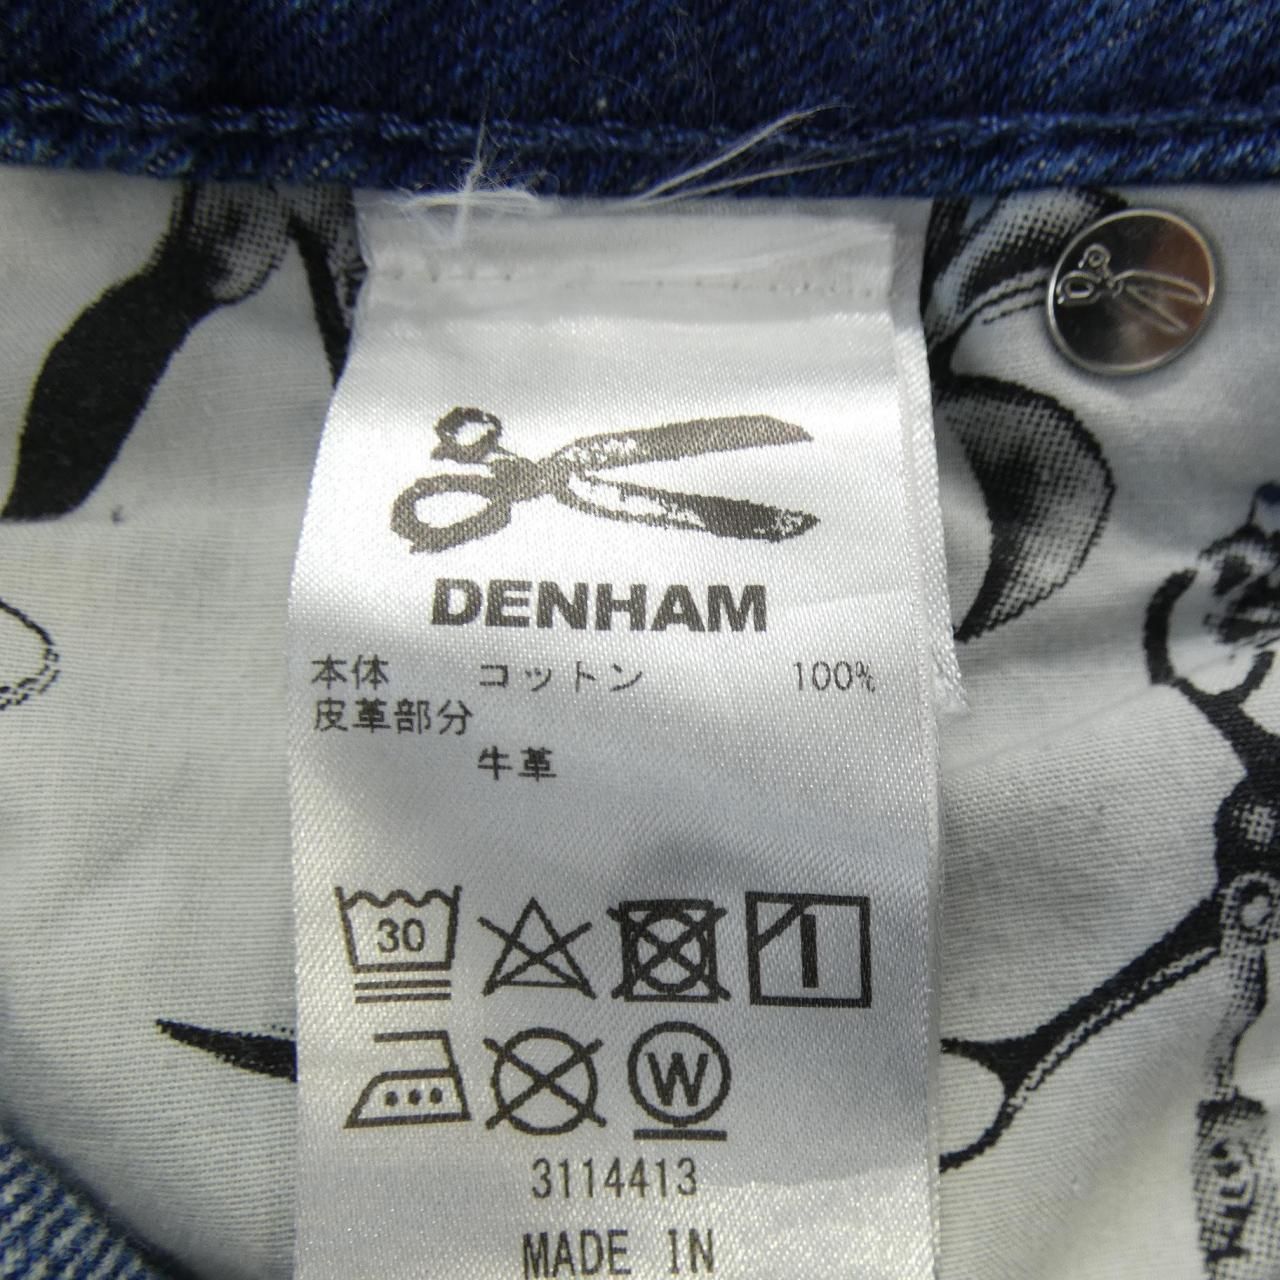 DENHAM
本体 コットン 100%
皮革部分
牛革
30
W
3114413
MADE IN